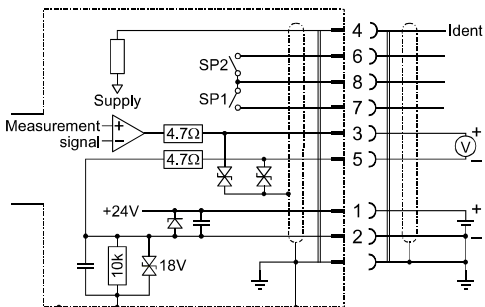 4 Ident
6
SP2
8
SP1
7
Supply
Measurement signal
+
−
4.7Ω
3
+
V
4.7Ω
5
−
+24V
1
+
2
−
10k
18V